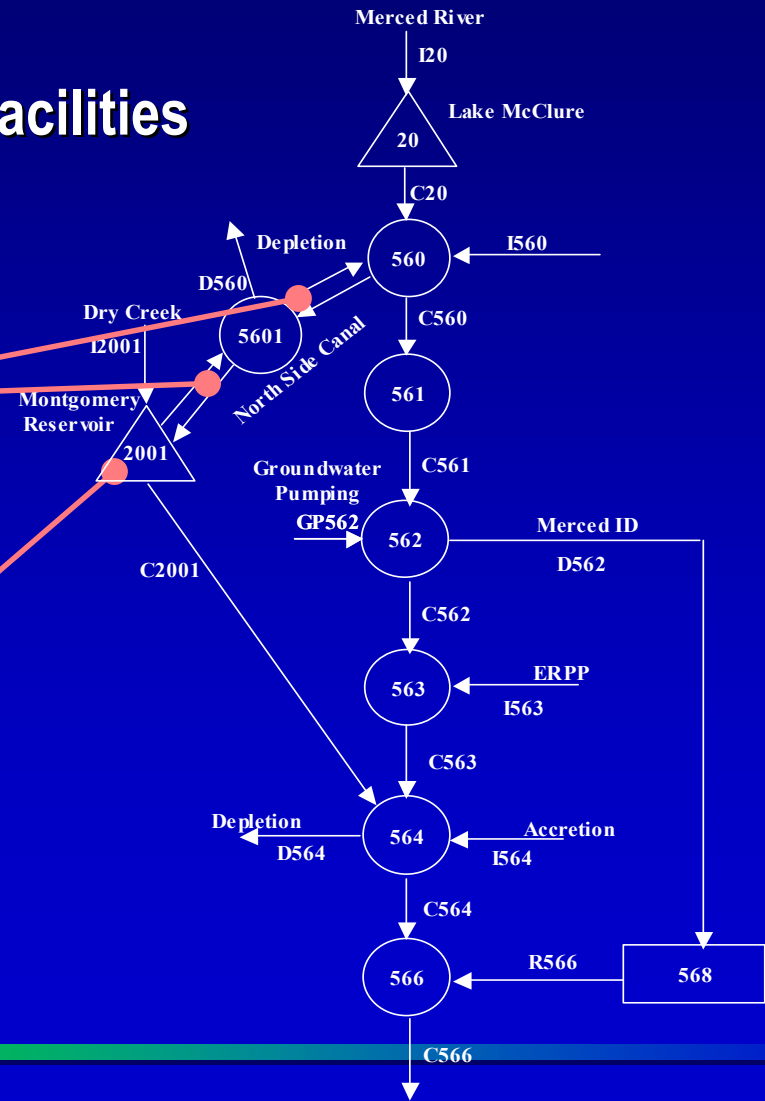 Merced River
I20
acilities
Lake McClure
20
C20
Depletion
I560
560
D560
Dry Creek
C560
I2001
5601
North Side Canal
561
Montgomery
Reservoir
2001
C561
Groundwater
Pumping
GP562
Merced ID
562
D562
C2001
C562
ERPP
563
I563
C563
Depletion
Accretion
564
D564
I564
C564
R566
566
568
C566